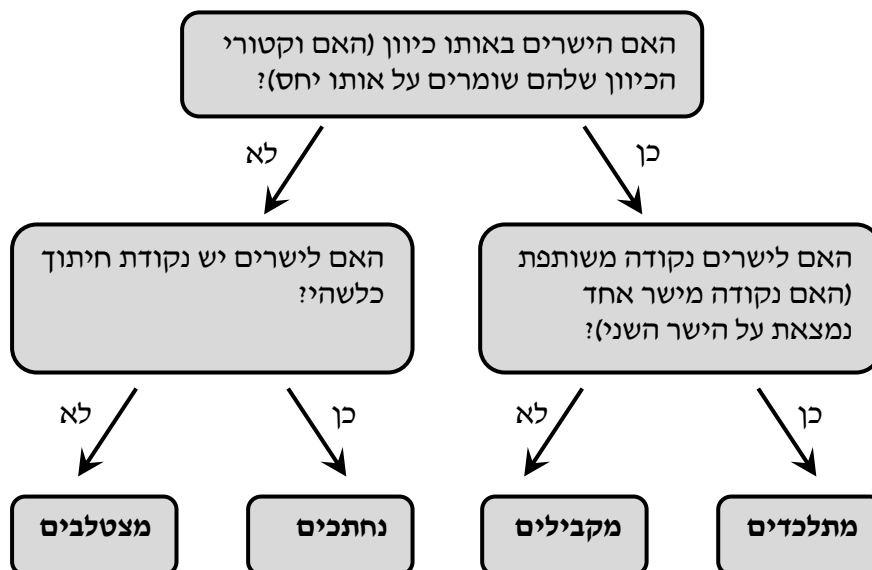 האם הישרים באותו כיוון (האם וקטורי
הכיוון שלהם שומרים על אותו יחס)?
כן
לא
האם לישרים נקודה משותפת
(האם נקודה מישר אחד
נמצאת על הישר השני)?
האם לישרים יש נקודת חיתוך
כלשהי?
כן
לא
כן
לא
מתלכדים
מקבילים
נחתכים
מצטלבים